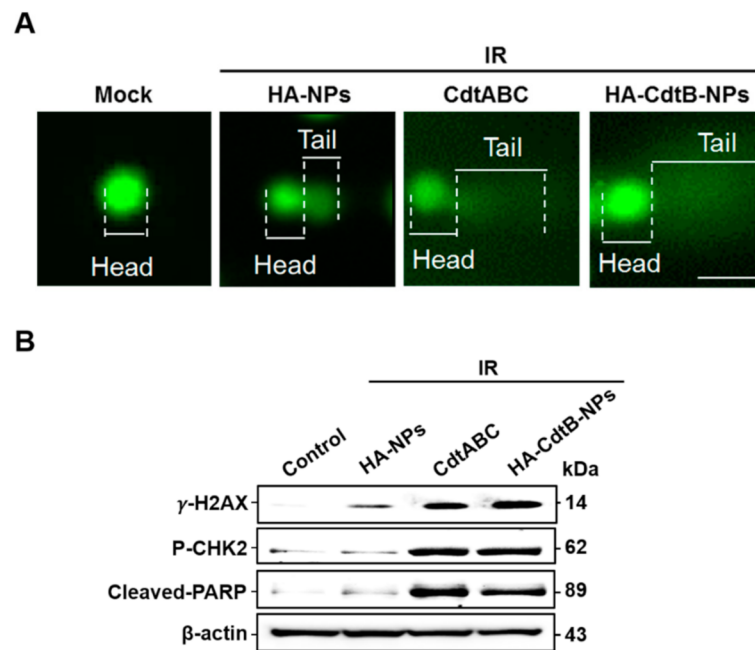 A
IR
Mock HA-NPs CdtABC HA-CdtB-NPs
Tail Tail Tail
Head Head Head Head
B
IR
Control HA-NPs CdtABC HA-CdtB-NPs kDa
γ-H2AX 14
P-CHK2 62
Cleaved-PARP 89
β-actin 43